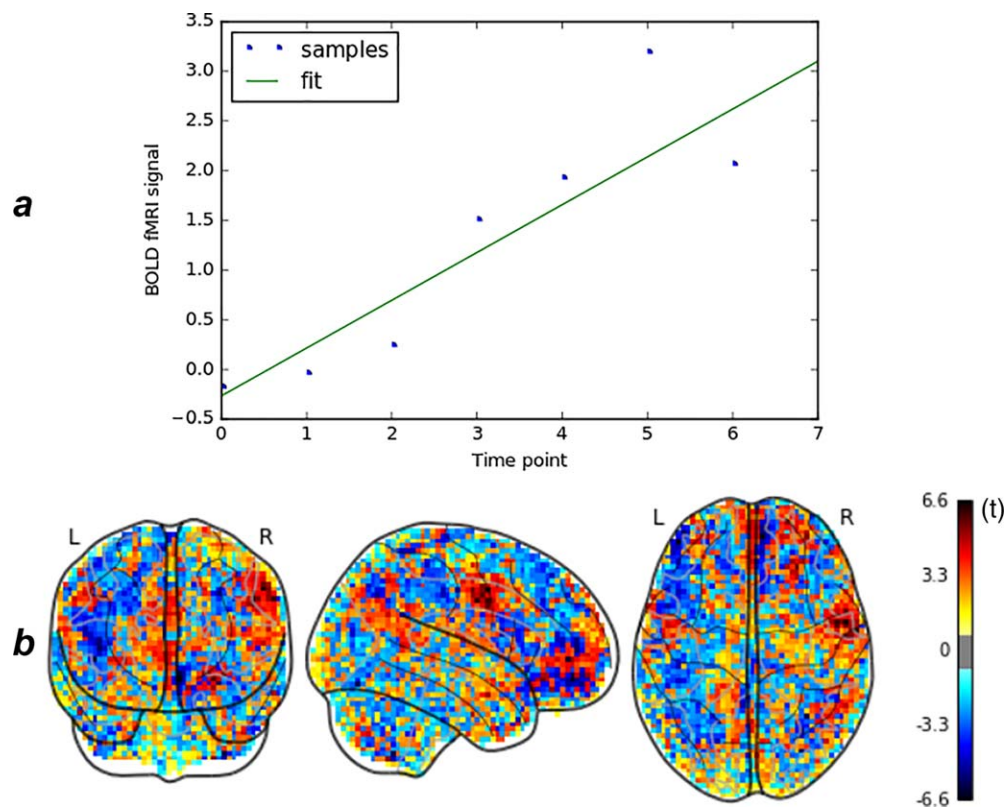 a
BOLD fMRI signal
3.5
3.0
2.5
2.0
1.5
1.0
0.5
0.0
−0.5
samples
fit
0 1 2 3 4 5 6 7
Time point
b
L R
L R
6.6 (t)
3.3
0
-3.3
-6.6